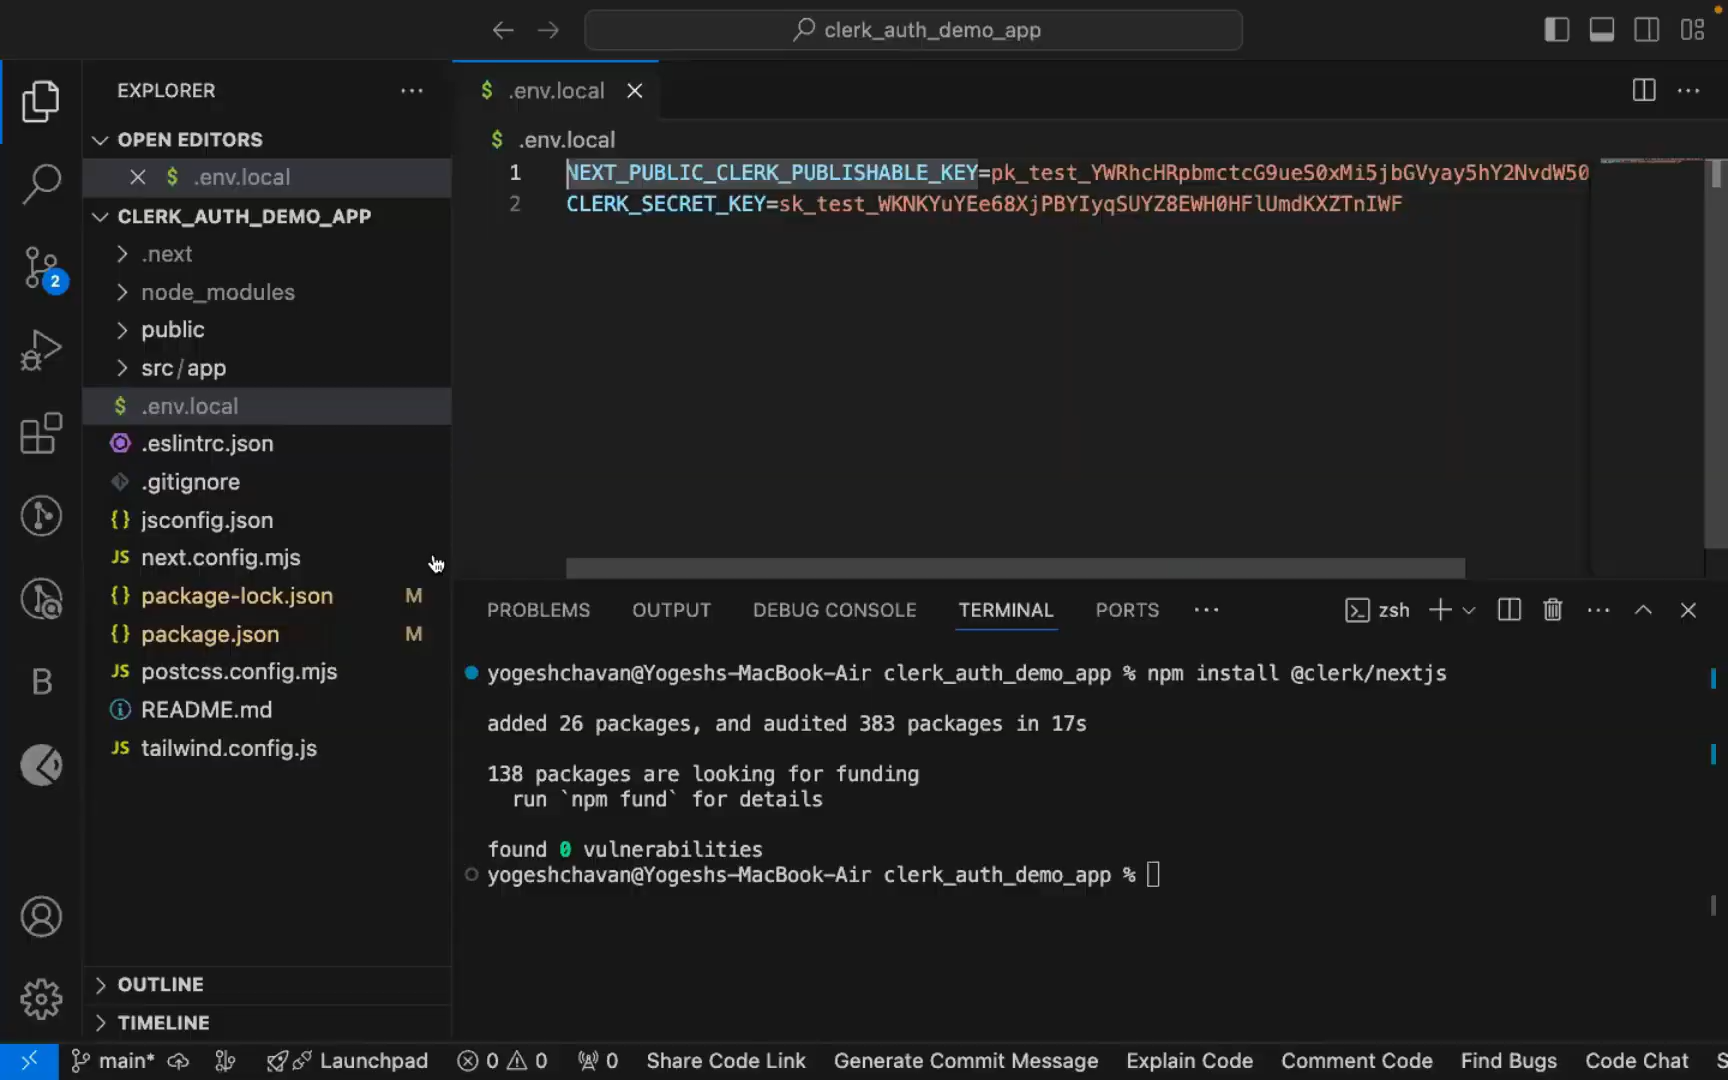 clerk_auth_demo_app
EXPLORER
OPEN EDITORS
$ .env.local
CLERK_AUTH_DEMO_APP
.next
node_modules
public
src/app
$ .env.local
.eslintrc.json
.gitignore
{} jsconfig.json
JS next.config.mjs
{} package-lock.json M
{} package.json M
JS postcss.config.mjs
README.md
JS tailwind.config.js
OUTLINE
TIMELINE
2
B
$ .env.local
$ .env.local
1 NEXT_PUBLIC_CLERK_PUBLISHABLE_KEY=pk_test_YWRhcHRpbmctcG9ueS0xMi5jbGVyay5hY2NvdW50
2 CLERK_SECRET_KEY=sk_test_WKNKYuYEe68XjPBYIyqSUYZ8EWH0HFlUmdKXZTnIWF
PROBLEMS OUTPUT DEBUG CONSOLE TERMINAL PORTS zsh
yogeshchavan@Yogeshs-MacBook-Air clerk_auth_demo_app % npm install @clerk/nextjs
added 26 packages, and audited 383 packages in 17s
138 packages are looking for funding
run `npm fund` for details
found 0 vulnerabilities
yogeshchavan@Yogeshs-MacBook-Air clerk_auth_demo_app %
main* Launchpad 0 0 0 Share Code Link Generate Commit Message Explain Code Comment Code Find Bugs Code Chat S